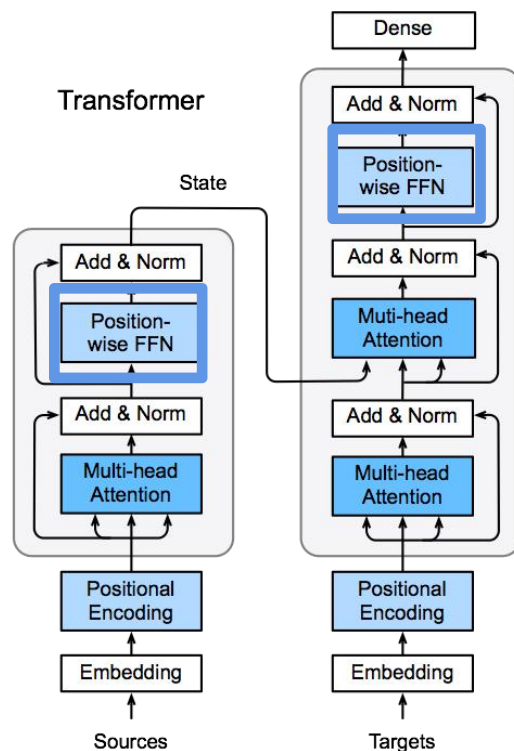 Transformer
State
Add & Norm
Position-
wise FFN
Add & Norm
Multi-head
Attention
Positional
Encoding
Embedding
Sources
Dense
Add & Norm
Position-
wise FFN
Add & Norm
Muti-head
Attention
Add & Norm
Multi-head
Attention
Positional
Encoding
Embedding
Targets